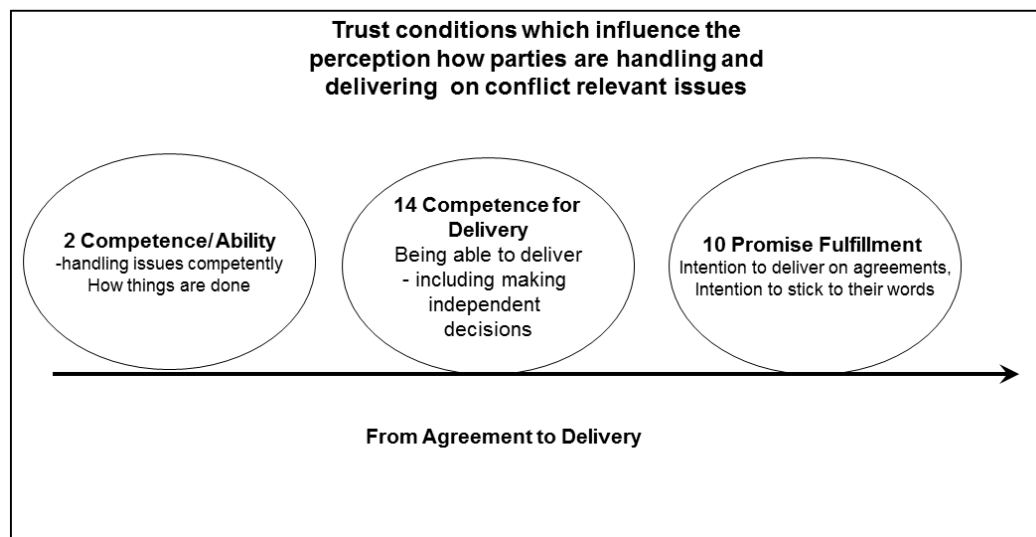 Trust conditions which influence the
perception how parties are handling and
delivering on conflict relevant issues
2 Competence/ Ability
-handling issues competently
How things are done
14 Competence for
Delivery
Being able to deliver
- including making
independent
decisions
10 Promise Fulfillment
Intention to deliver on agreements,
Intention to stick to their words
From Agreement to Delivery